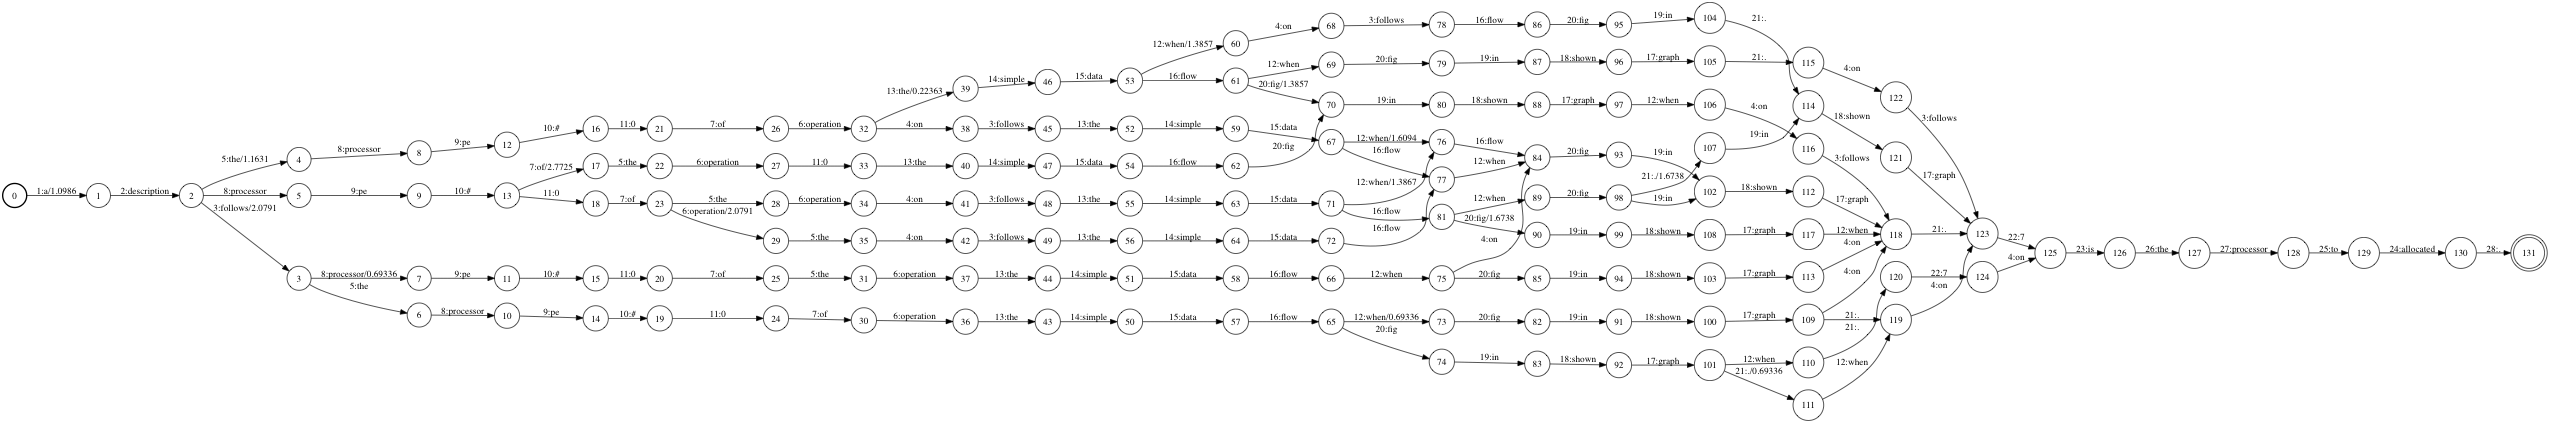 0 1:a/1.0986 1 2:description 2
5:the/1.1631 4 8:processor 8 9:pe 12 10:# 16 11:0 21 7:of 26 6:operation 32
13:the/0.22363 39 14:simple 46 15:data 53
12:when/1.3857 60 4:on 68 3:follows 78 16:flow 86 20:fig 95 19:in 104 21:.
16:flow 61 12:when 69 20:fig 79 19:in 87 18:shown 96 17:graph 105 21:. 115 4:on 122 3:follows
20:fig/1.3857 70 19:in 80 18:shown 88 17:graph 97 12:when 106 4:on 116 3:follows
114 18:shown 121 17:graph
4:on 38 3:follows 45 13:the 52 14:simple 59 15:data 67 12:when/1.6094 76 16:flow 84 20:fig 93 19:in 102 18:shown 112 17:graph
16:flow 77 12:when
8:processor 5 9:pe 9 10:# 13
7:of/2.7725 17 5:the 22 6:operation 27 11:0 33 13:the 40 14:simple 47 15:data 54 16:flow 62 20:fig
11:0 18 7:of 23 5:the 28 6:operation 34 4:on 41 3:follows 48 13:the 55 14:simple 63 15:data 71 12:when/1.3867
16:flow 81 12:when 89 20:fig 98 21:./1.6738 107 19:in
19:in
20:fig/1.6738 90 19:in 99 18:shown 108 17:graph 117 12:when 118 21:. 123 22:7 125 23:is 126 26:the 127 27:processor 128 25:to 129 24:allocated 130 28:. 131
6:operation/2.0791 29 5:the 35 4:on 42 3:follows 49 13:the 56 14:simple 64 15:data 72 16:flow
3:follows/2.0791 3
8:processor/0.69336 7 9:pe 11 10:# 15 11:0 20 7:of 25 5:the 31 6:operation 37 13:the 44 14:simple 51 15:data 58 16:flow 66 12:when 75 4:on
20:fig 85 19:in 94 18:shown 103 17:graph 113 4:on
5:the 6 8:processor 10 9:pe 14 10:# 19 11:0 24 7:of 30 6:operation 36 13:the 43 14:simple 50 15:data 57 16:flow 65
12:when/0.69336 73 20:fig 82 19:in 91 18:shown 100 17:graph 109 4:on
21:. 119 4:on
20:fig 74 19:in 83 18:shown 92 17:graph 101 12:when 110 21:. 120 22:7 124 4:on
21:./0.69336 111 12:when